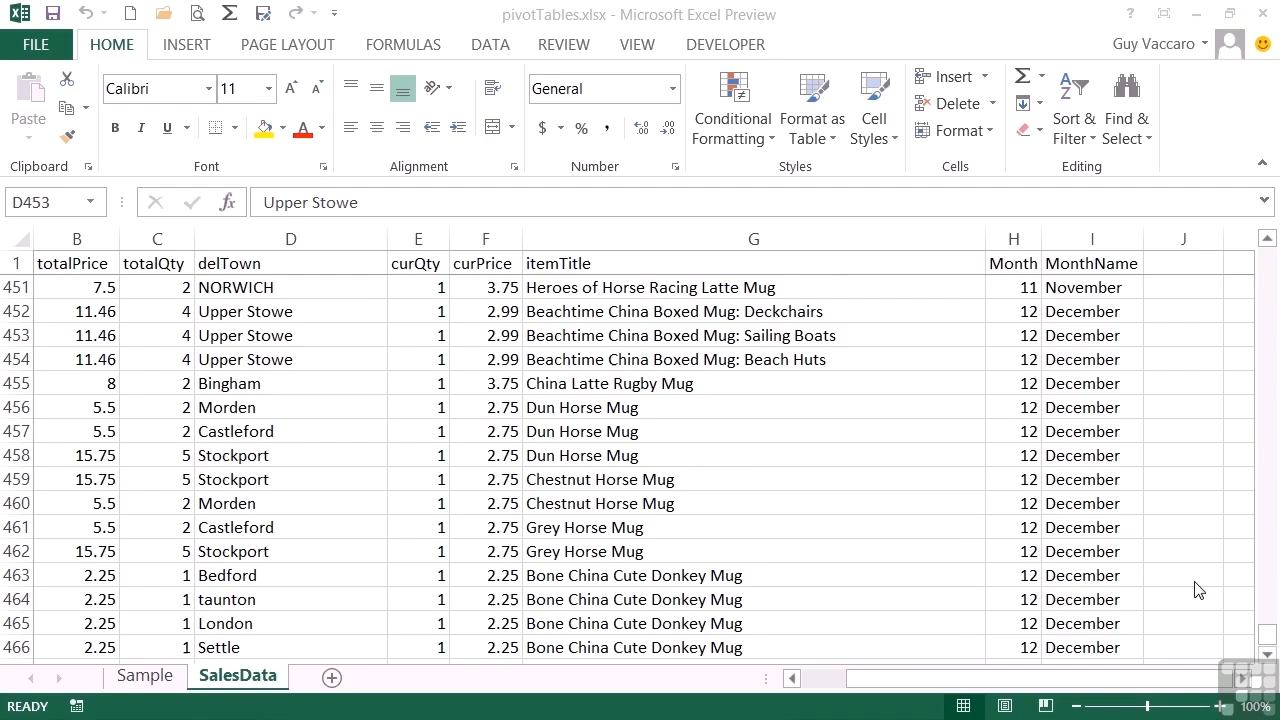 pivotTables.xlsx - Microsoft Excel Preview
?
FILE HOME INSERT PAGE LAYOUT FORMULAS DATA REVIEW VIEW DEVELOPER Guy Vaccaro
Paste
Calibri 11
B I U A
General
$ % ,
Conditional Formatting
Format as Table
Cell Styles
Insert
Delete
Format
Sort & Filter
Find & Select
Clipboard Font Alignment Number Styles Cells Editing
D453 fx Upper Stowe
B C D E F G H I J
1 totalPrice totalQty delTown curQty curPrice itemTitle Month MonthName
451 7.5 2 NORWICH 1 3.75 Heroes of Horse Racing Latte Mug 11 November
452 11.46 4 Upper Stowe 1 2.99 Beachtime China Boxed Mug: Deckchairs 12 December
453 11.46 4 Upper Stowe 1 2.99 Beachtime China Boxed Mug: Sailing Boats 12 December
454 11.46 4 Upper Stowe 1 2.99 Beachtime China Boxed Mug: Beach Huts 12 December
455 8 2 Bingham 1 3.75 China Latte Rugby Mug 12 December
456 5.5 2 Morden 1 2.75 Dun Horse Mug 12 December
457 5.5 2 Castleford 1 2.75 Dun Horse Mug 12 December
458 15.75 5 Stockport 1 2.75 Dun Horse Mug 12 December
459 15.75 5 Stockport 1 2.75 Chestnut Horse Mug 12 December
460 5.5 2 Morden 1 2.75 Chestnut Horse Mug 12 December
461 5.5 2 Castleford 1 2.75 Grey Horse Mug 12 December
462 15.75 5 Stockport 1 2.75 Grey Horse Mug 12 December
463 2.25 1 Bedford 1 2.25 Bone China Cute Donkey Mug 12 December
464 2.25 1 taunton 1 2.25 Bone China Cute Donkey Mug 12 December
465 2.25 1 London 1 2.25 Bone China Cute Donkey Mug 12 December
466 2.25 1 Settle 1 2.25 Bone China Cute Donkey Mug 12 December
Sample SalesData
READY 100%